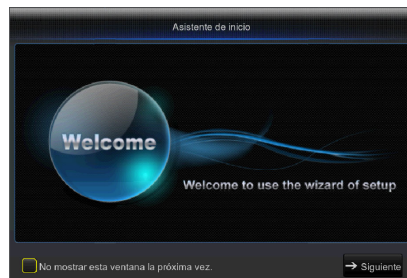 Asistente de inicio
Welcome
Welcome to use the wizard of setup
No mostrar esta ventana la próxima vez.
→ Siguiente